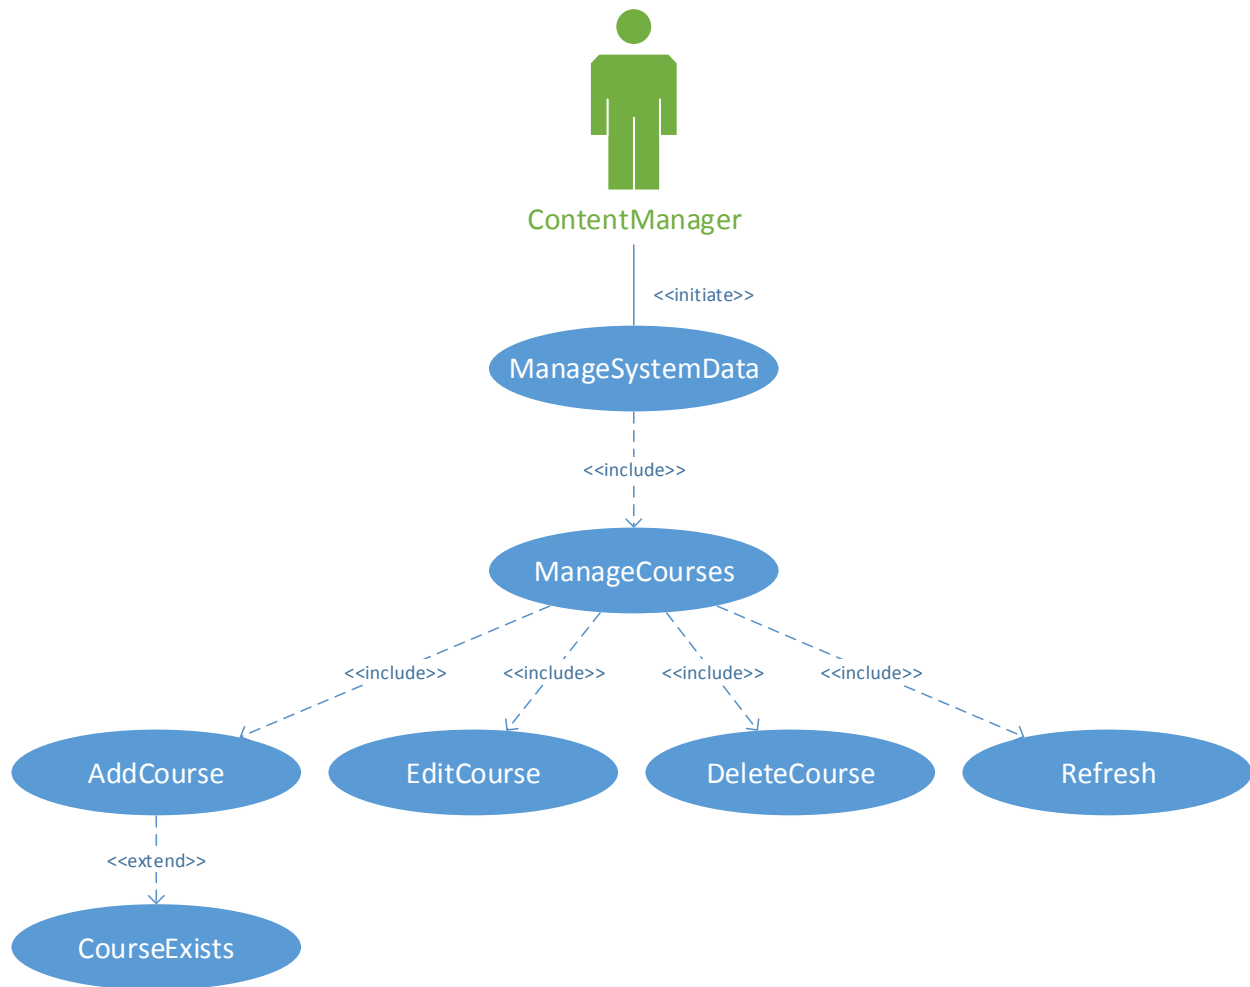 ContentManager
<<initiate>>
ManageSystemData
<<include>>
ManageCourses
<<include>> <<include>> <<include>> <<include>>
AddCourse EditCourse DeleteCourse Refresh
<<extend>>
CourseExists